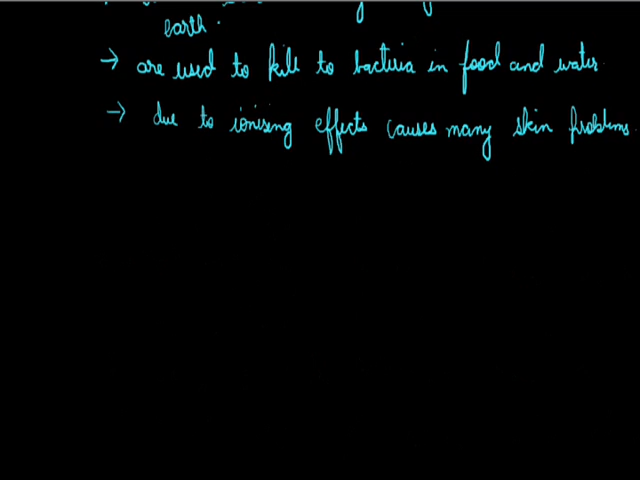 earth.
→ are used to kill to bacteria in food and water
→ due to ionising effects causes many skin problems.